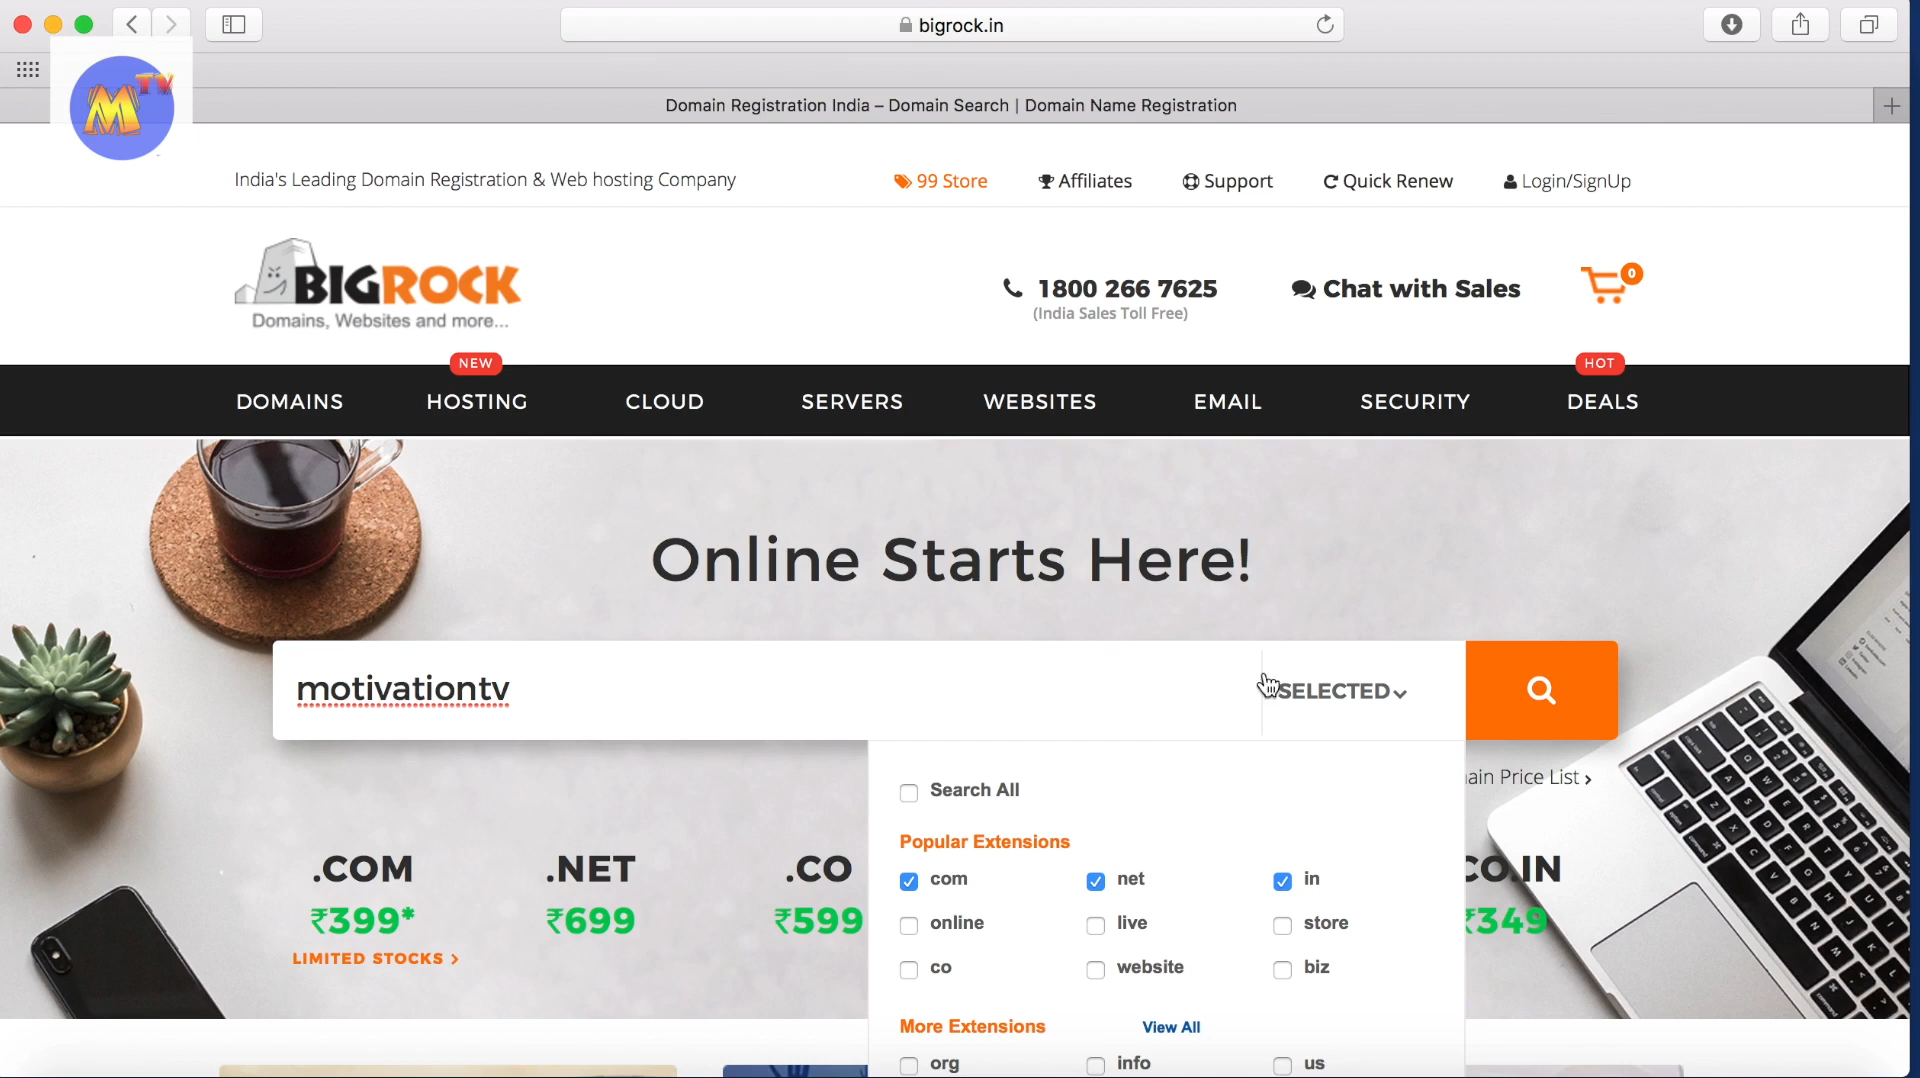 bigrock.in
M TV
Domain Registration India – Domain Search | Domain Name Registration
India's Leading Domain Registration & Web hosting Company
99 Store
Affiliates
Support
Quick Renew
Login/SignUp
BIGROCK
Domains, Websites and more...
1800 266 7625
(India Sales Toll Free)
Chat with Sales
0
NEW
HOT
DOMAINS
HOSTING
CLOUD
SERVERS
WEBSITES
EMAIL
SECURITY
DEALS
Online Starts Here!
motivationtv
SELECTED
ain Price List
Search All
Popular Extensions
com
net
in
online
live
store
co
website
biz
More Extensions
View All
org
info
us
.COM
₹399*
LIMITED STOCKS >
.NET
₹699
.CO
₹599
CO.IN
₹349